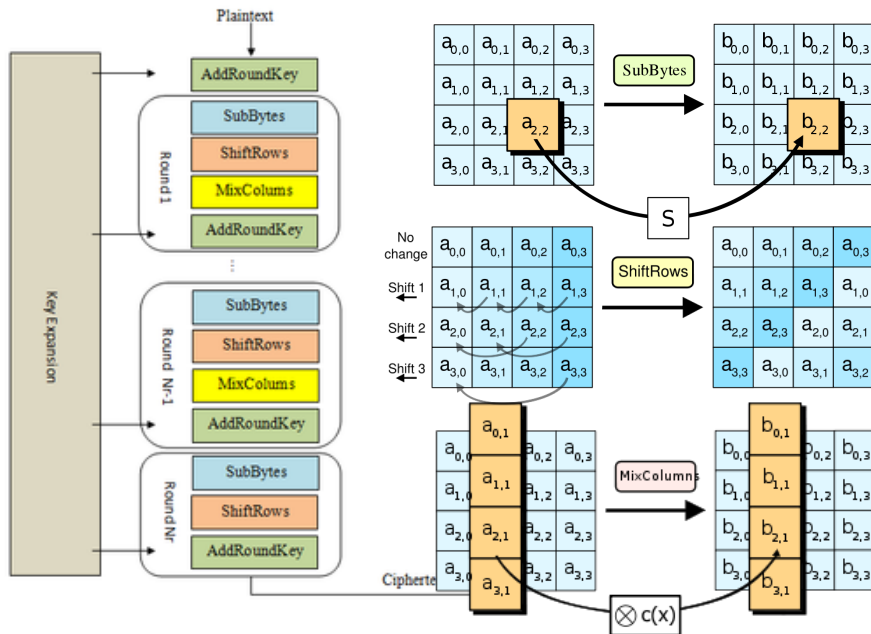 Plaintext
Key Expansion
AddRoundKey
Round 1
SubBytes
ShiftRows
MixColums
AddRoundKey
...
Round Nr-1
SubBytes
ShiftRows
MixColums
AddRoundKey
Round Nr
SubBytes
ShiftRows
AddRoundKey
Cipherte
a0,0 a0,1 a0,2 a0,3
a1,0 a1,1 a1,2 a1,3
a2,0 a2,1 a2,2 a2,3
a3,0 a3,1 a3,2 a3,3
SubBytes
b0,0 b0,1 b0,2 b0,3
b1,0 b1,1 b1,2 b1,3
b2,0 b2,1 b2,2 b2,3
b3,0 b3,1 b3,2 b3,3
S
No
change
Shift 1
Shift 2
Shift 3
a0,0 a0,1 a0,2 a0,3
a1,0 a1,1 a1,2 a1,3
a2,0 a2,1 a2,2 a2,3
a3,0 a3,1 a3,2 a3,3
ShiftRows
a0,0 a0,1 a0,2 a0,3
a1,1 a1,2 a1,3 a1,0
a2,2 a2,3 a2,0 a2,1
a3,3 a3,0 a3,1 a3,2
a0,0 a0,1 a0,2 a0,3
a1,0 a1,1 a1,2 a1,3
a2,0 a2,1 a2,2 a2,3
a3,0 a3,1 a3,2 a3,3
MixColumns
b0,0 b0,1 b0,2 b0,3
b1,0 b1,1 b1,2 b1,3
b2,0 b2,1 b2,2 b2,3
b3,0 b3,1 b3,2 b3,3
⊗ c(x)